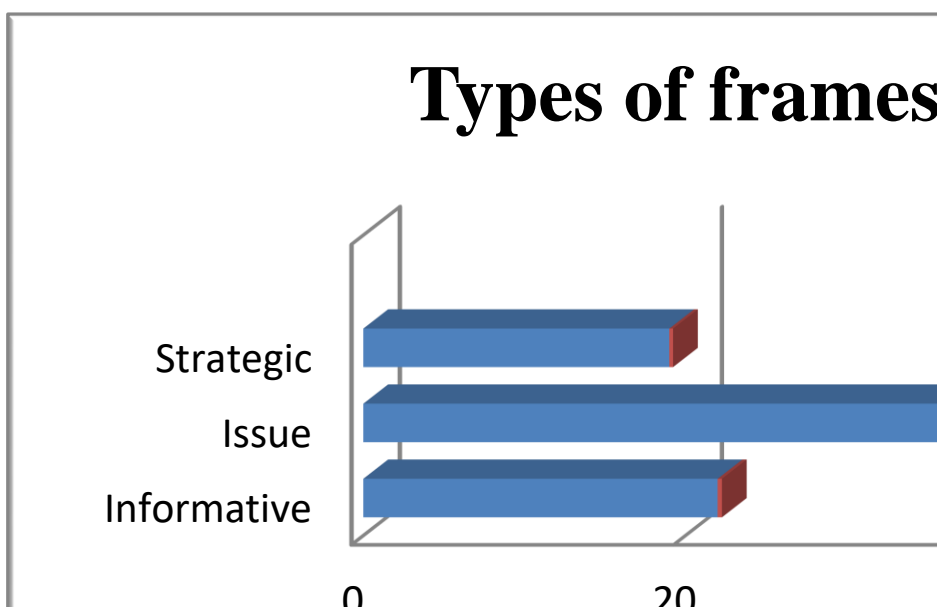 Types of frames
Strategic
Issue
Informative
0
20